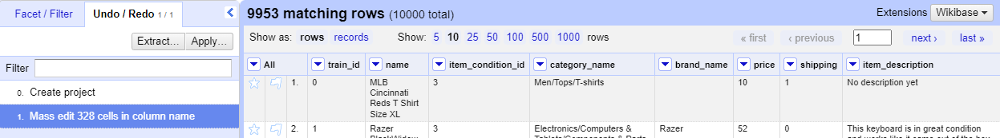 Facet / Filter Undo / Redo 1 / 1
Extract... Apply...
Filter
0. Create project
1. Mass edit 328 cells in column name
9953 matching rows (10000 total)
Extensions Wikibase
Show as: rows records Show: 5 10 25 50 100 500 1000 rows « first ‹ previous 1 next › last »
All train_id name item_condition_id category_name brand_name price shipping item_description
1. 0 MLB 3 Men/Tops/T-shirts 10 1 No description yet
Cincinnati
Reds T Shirt
Size XL
2. 1 Razer 3 Electronics/Computers & Razer 52 0 This keyboard is in great condition
BlackWidow Tablets/Components & Parts and works like it came out of the box